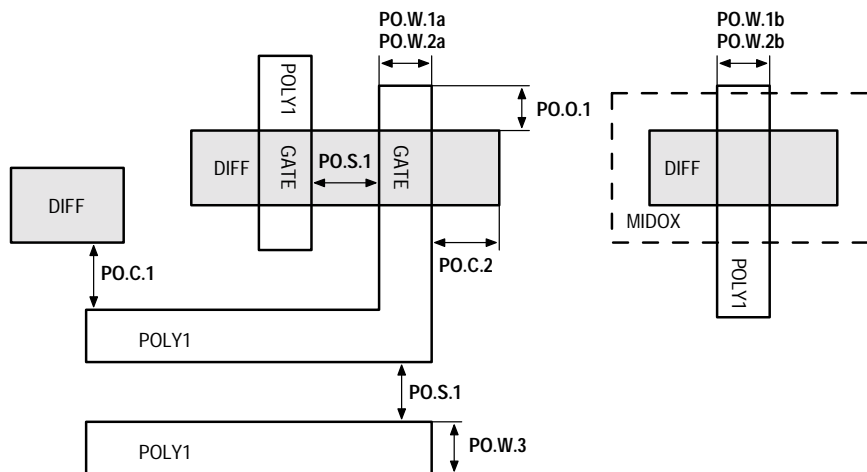 PO.W.1a
PO.W.2a
PO.W.1b
PO.W.2b
POLY1
PO.O.1
DIFF
GATE
PO.S.1
GATE
DIFF
DIFF
MIDOX
PO.C.1
PO.C.2
POLY1
POLY1
PO.S.1
POLY1
PO.W.3